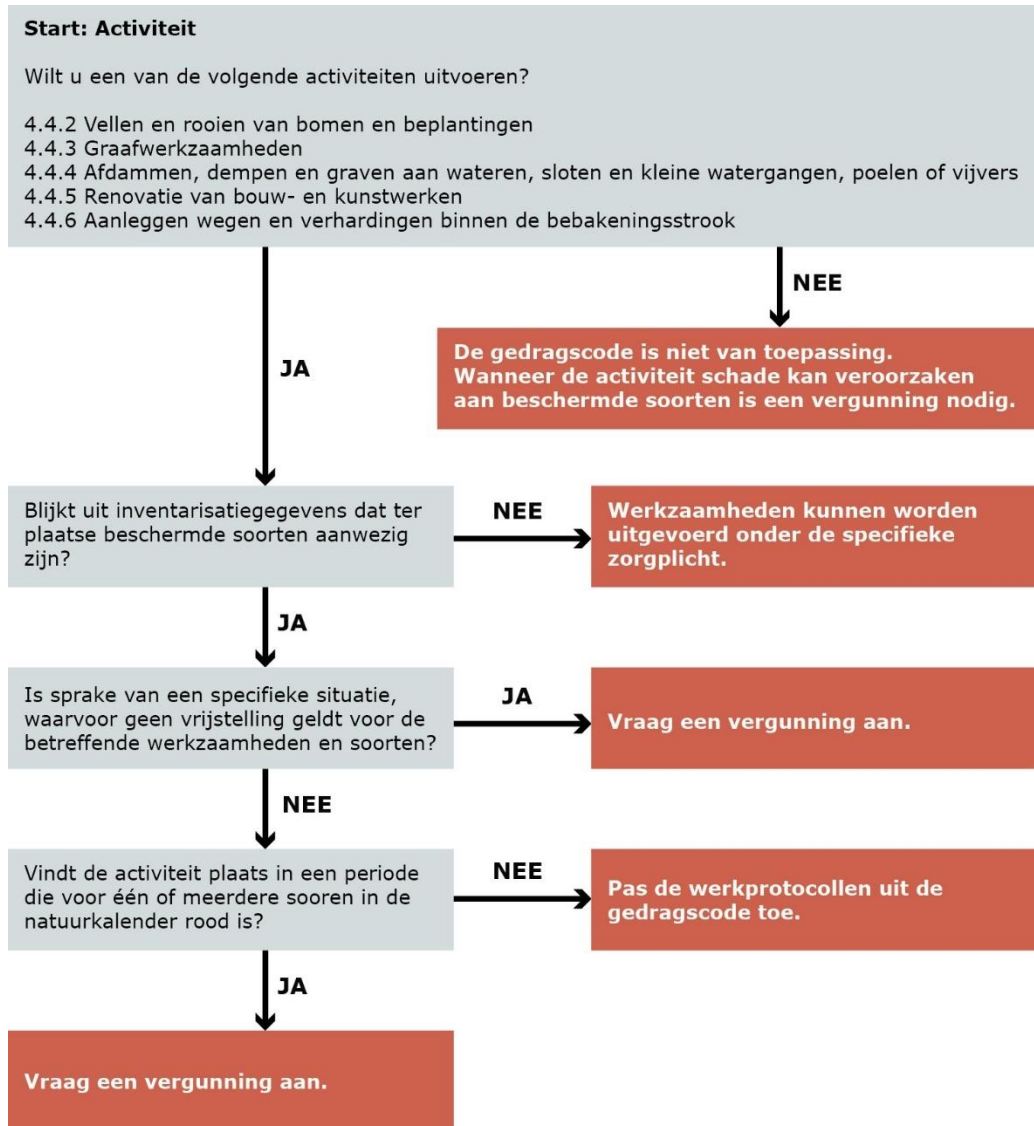 Start: Activiteit
Wilt u een van de volgende activiteiten uitvoeren?
4.4.2 Vellen en rooien van bomen en beplantingen
4.4.3 Graafwerkzaamheden
4.4.4 Afdammen, dempen en graven aan wateren, sloten en kleine watergangen, poelen of vijvers
4.4.5 Renovatie van bouw- en kunstwerken
4.4.6 Aanleggen wegen en verhardingen binnen de bebakeningsstrook
NEE
De gedragscode is niet van toepassing.
Wanneer de activiteit schade kan veroorzaken
aan beschermde soorten is een vergunning nodig.
JA
Blijkt uit inventarisatiegegevens dat ter
plaatse beschermde soorten aanwezig
zijn?
NEE
Werkzaamheden kunnen worden
uitgevoerd onder de specifieke
zorgplicht.
JA
Is sprake van een specifieke situatie,
waarvoor geen vrijstelling geldt voor de
betreffende werkzaamheden en soorten?
JA
Vraag een vergunning aan.
NEE
Vindt de activiteit plaats in een periode
die voor één of meerdere sooren in de
natuurkalender rood is?
NEE
Pas de werkprotocollen uit de
gedragscode toe.
JA
Vraag een vergunning aan.